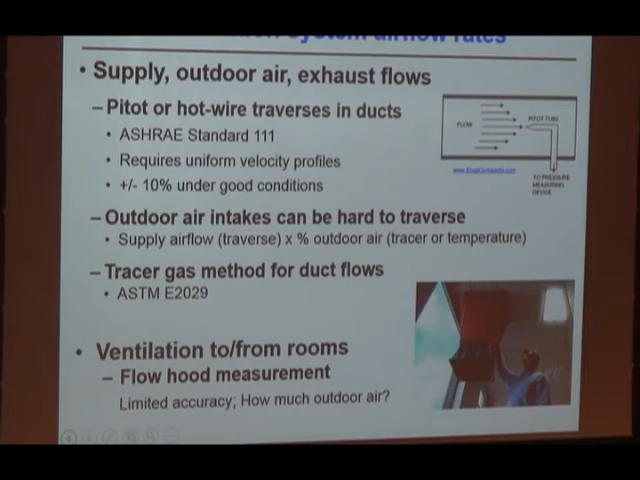 system airflow rates
• Supply, outdoor air, exhaust flows
– Pitot or hot-wire traverses in ducts
• ASHRAE Standard 111
• Requires uniform velocity profiles
• +/- 10% under good conditions
FLOW
PITOT TUBE
TO PRESSURE
MEASURING
DEVICE
– Outdoor air intakes can be hard to traverse
• Supply airflow (traverse) x % outdoor air (tracer or temperature)
– Tracer gas method for duct flows
• ASTM E2029
• Ventilation to/from rooms
– Flow hood measurement
Limited accuracy; How much outdoor air?